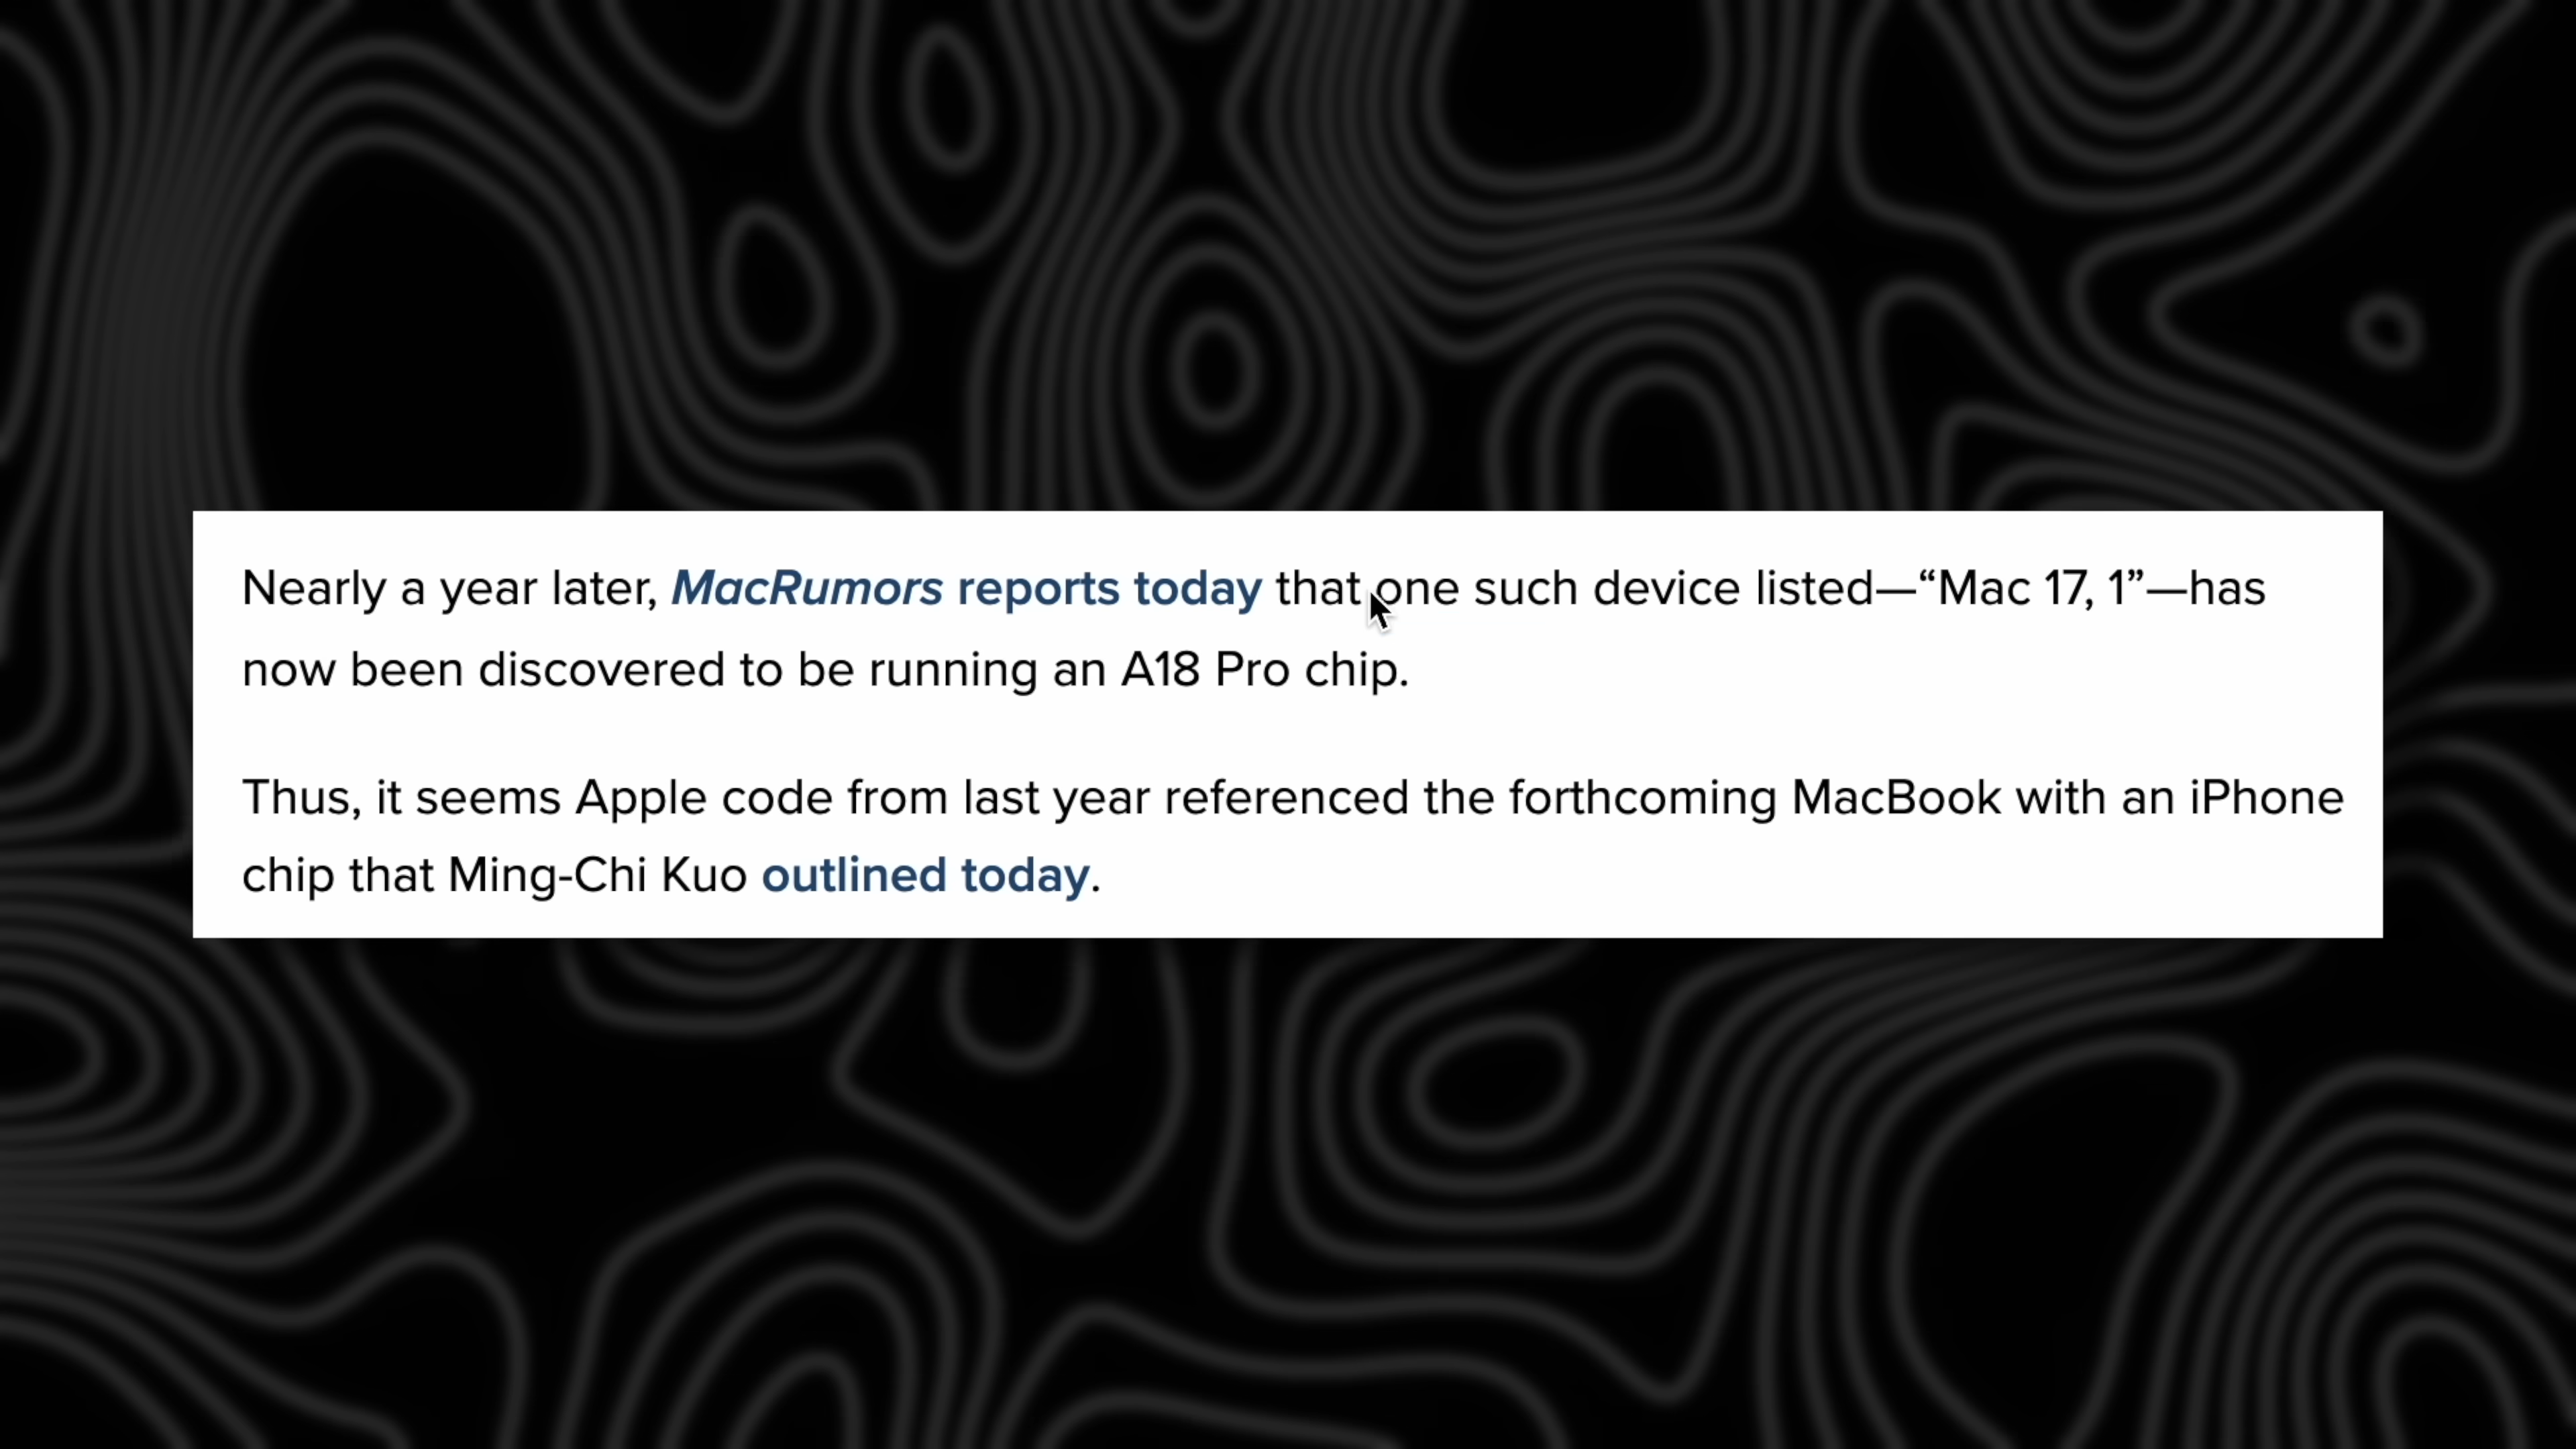 Nearly a year later, MacRumors reports today that one such device listed—“Mac 17, 1”—has
now been discovered to be running an A18 Pro chip.
Thus, it seems Apple code from last year referenced the forthcoming MacBook with an iPhone
chip that Ming-Chi Kuo outlined today.